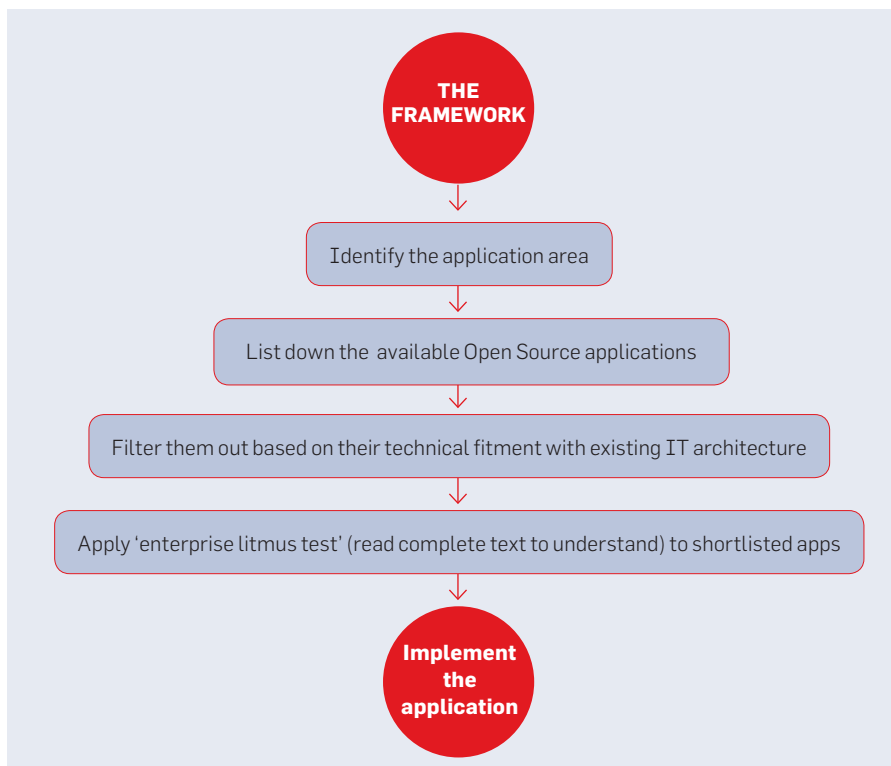 THE
FRAMEWORK
Identify the application area
List down the available Open Source applications
Filter them out based on their technical fitment with existing IT architecture
Apply ‘enterprise litmus test’ (read complete text to understand) to shortlisted apps
Implement
the
application